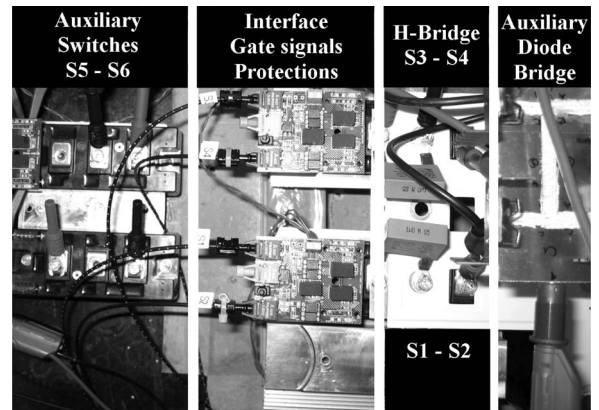 Auxiliary
Switches
S5 - S6
Interface
Gate signals
Protections
H-Bridge
S3 - S4
Auxiliary
Diode
Bridge
S1 - S2